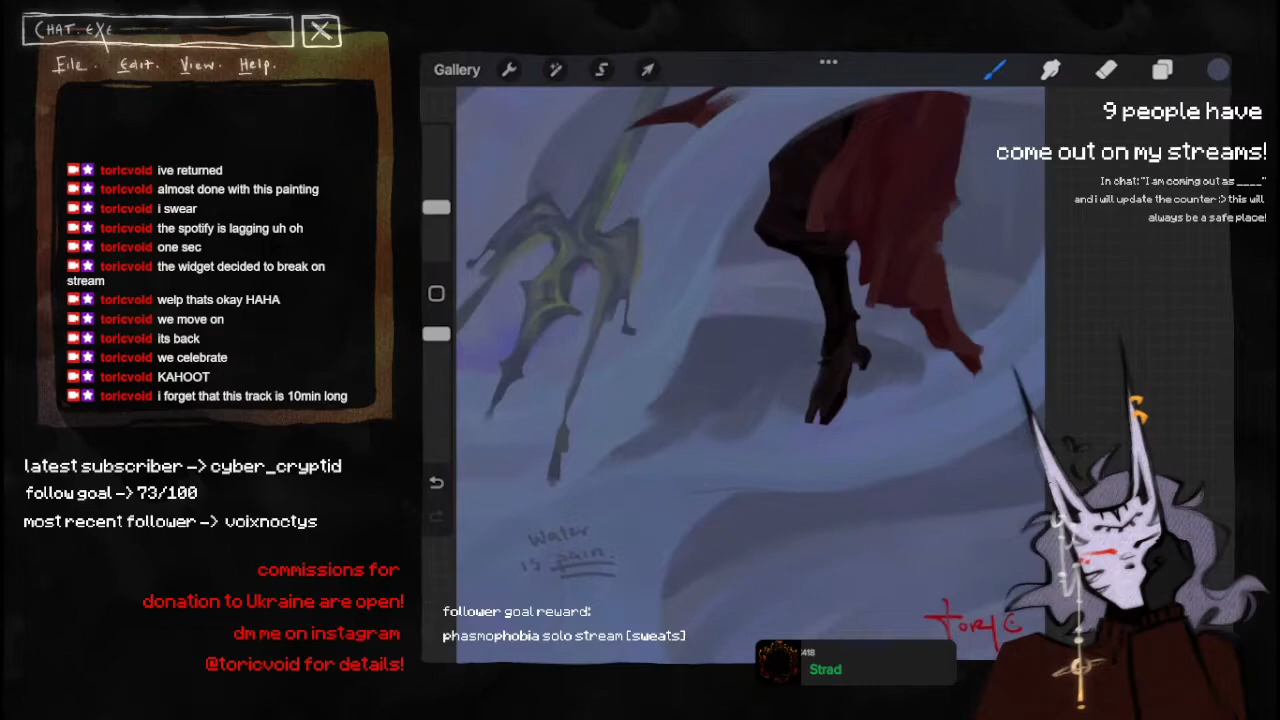 CHAT.EXE
File. Edit. View. Help.
toricvoid ive returned
toricvoid almost done with this painting
toricvoid i swear
toricvoid the spotify is lagging uh oh
toricvoid one sec
toricvoid the widget decided to break on
stream
toricvoid welp thats okay HAHA
toricvoid we move on
toricvoid its back
toricvoid we celebrate
toricvoid KAHOOT
toricvoid i forget that this track is 10min long
latest subscriber -> cyber_cryptid
follow goal -> 73/100
most recent follower -> voixnoctys
commissions for
donation to Ukraine are open!
dm me on instagram
@toricvoid for details!
Gallery
Water
is pain.
follower goal reward:
phasmophobia solo stream [sweats]
Strad
9 people have
come out on my streams!
In chat: "I am coming out as ____"
and i will update the counter :> this will
always be a safe place!